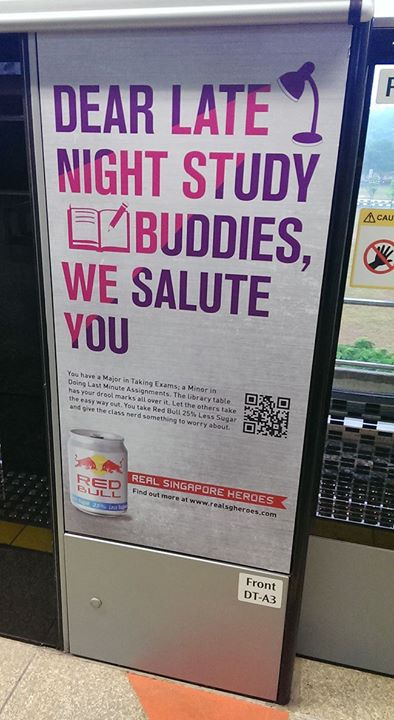 DEAR LATE
NIGHT STUDY
BUDDIES,
WE SALUTE
YOU
You have a Major in Taking Exams; a Minor in
Doing Last Minute Assignments. The library table
has your drool marks all over it. Let the others take
the easy way out. You take Red Bull 25% Less Sugar
and give the class nerd something to worry about.
RED
BULL
25% Less
REAL SINGAPORE HEROES
Find out more at www.realsgheroes.com
Front
DT-A3
CAU